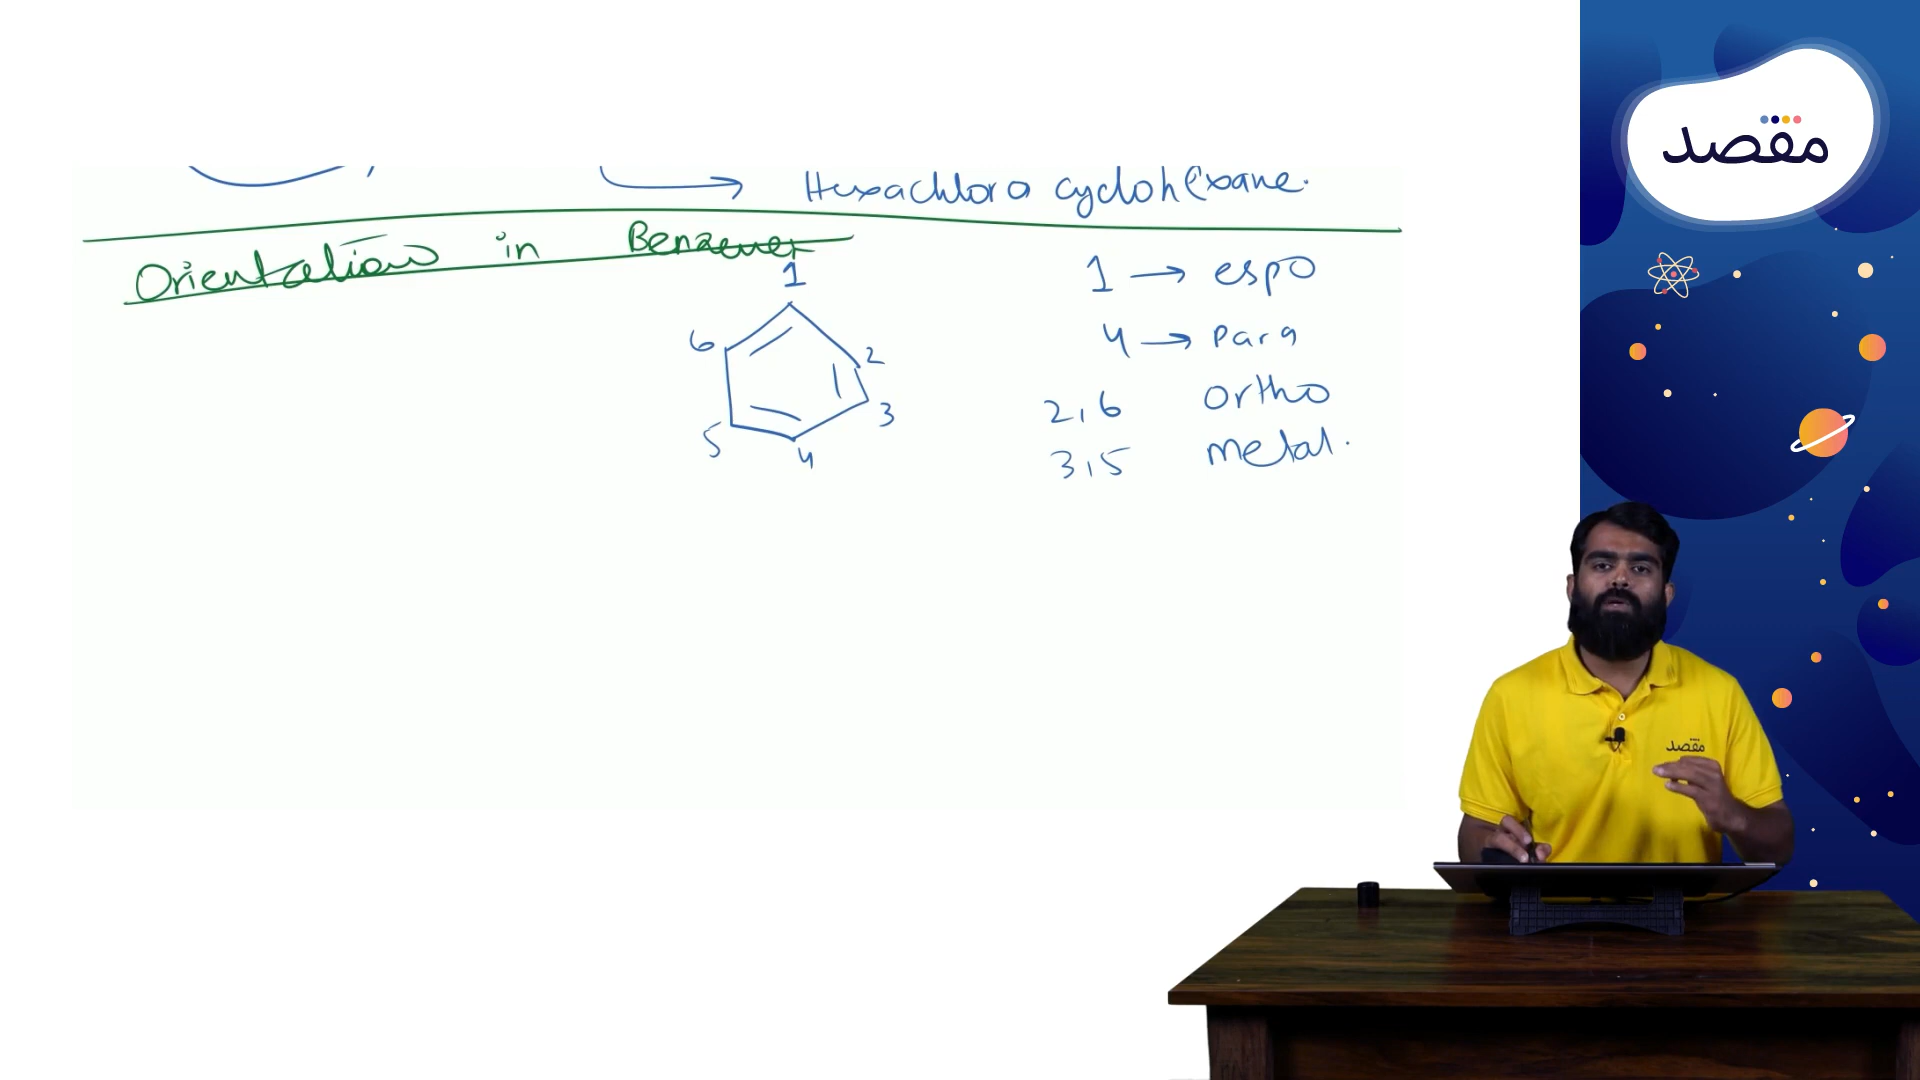 Hexachloro cyclohexane.
Orientation in Benzene
1
2
3
4
5
6
1 → espo
4 → para
2,6 ortho
3,5 metal.
مقصد
مقصد